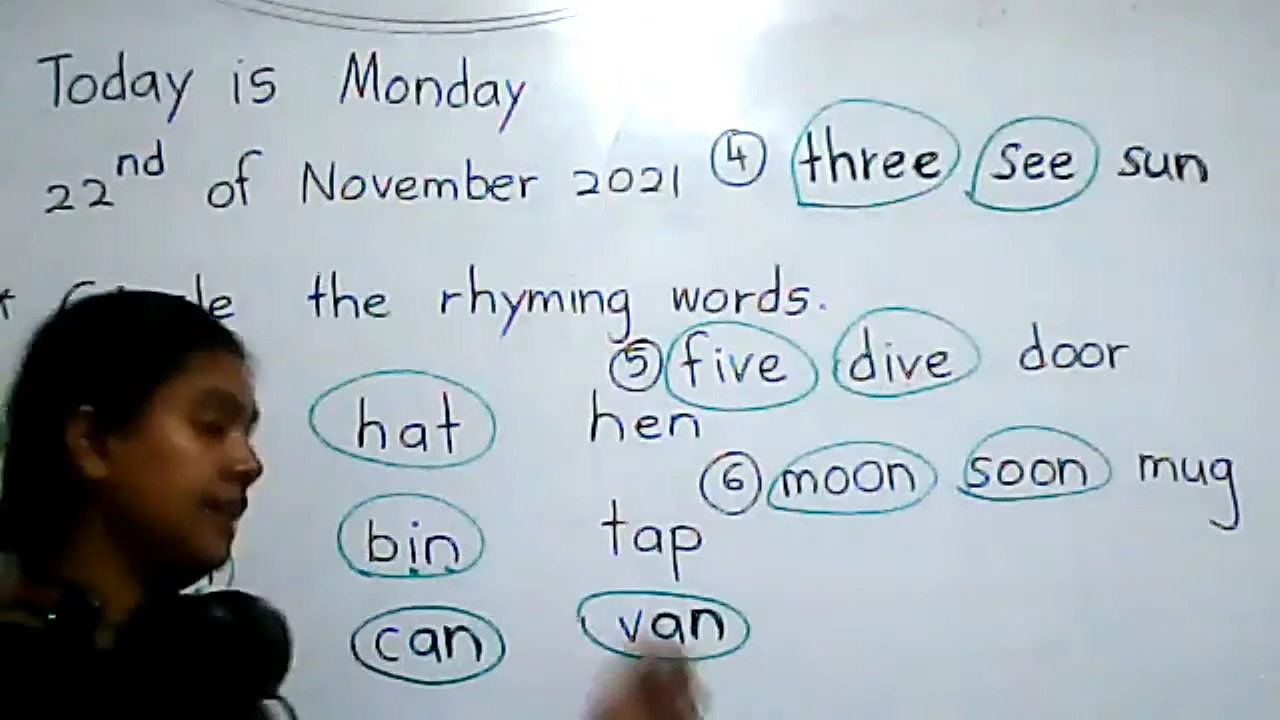 Today is Monday
22nd of November 2021
the rhyming words.
hat hen
bin tap
can van
④ three see sun
⑤ five dive door
⑥ moon soon mug